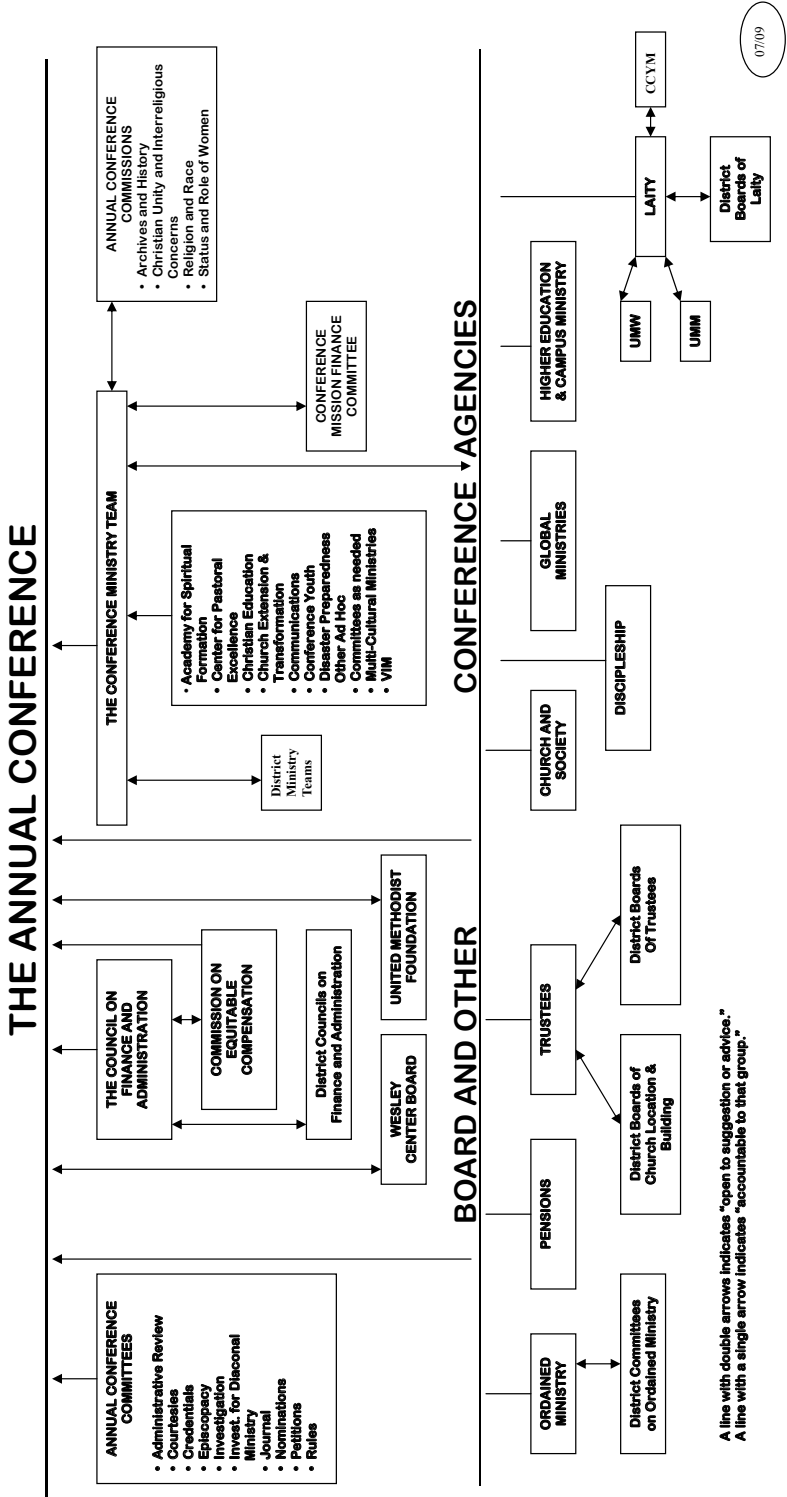 THE ANNUAL CONFERENCE
ANNUAL CONFERENCE
COMMITTEES
• Administrative Review
• Courtesies
• Credentials
• Episcopacy
• Investigation
• Invest. for Diaconal
Ministry
• Journal
• Nominations
• Petitions
• Rules
THE COUNCIL ON
FINANCE AND
ADMINISTRATION
COMMISSION ON
EQUITABLE
COMPENSATION
District Councils on
Finance and Administration
WESLEY
CENTER BOARD
UNITED METHODIST
FOUNDATION
THE CONFERENCE MINISTRY TEAM
District
Ministry
Teams
• Academy for Spiritual
Formation
• Center for Pastoral
Excellence
• Christian Education
• Church Extension &
Transformation
• Communications
• Conference Youth
• Disaster Preparedness
Other Ad Hoc
• Committees as needed
• Multi-Cultural Ministries
• VIM
CONFERENCE
MISSION FINANCE
COMMITTEE
ANNUAL CONFERENCE
COMMISSIONS
• Archives and History
• Christian Unity and Interreligious
Concerns
• Religion and Race
• Status and Role of Women
BOARD AND OTHER CONFERENCE AGENCIES
ORDAINED
MINISTRY
District Committees
on Ordained Ministry
PENSIONS
TRUSTEES
District Boards of
Church Location &
Building
District Boards
Of Trustees
CHURCH AND
SOCIETY
DISCIPLESHIP
GLOBAL
MINISTRIES
HIGHER EDUCATION
& CAMPUS MINISTRY
LAITY
UMW
UMM
CCYM
District
Boards of
Laity
A line with double arrows indicates “open to suggestion or advice.”
A line with a single arrow indicates “accountable to that group.”
07/09